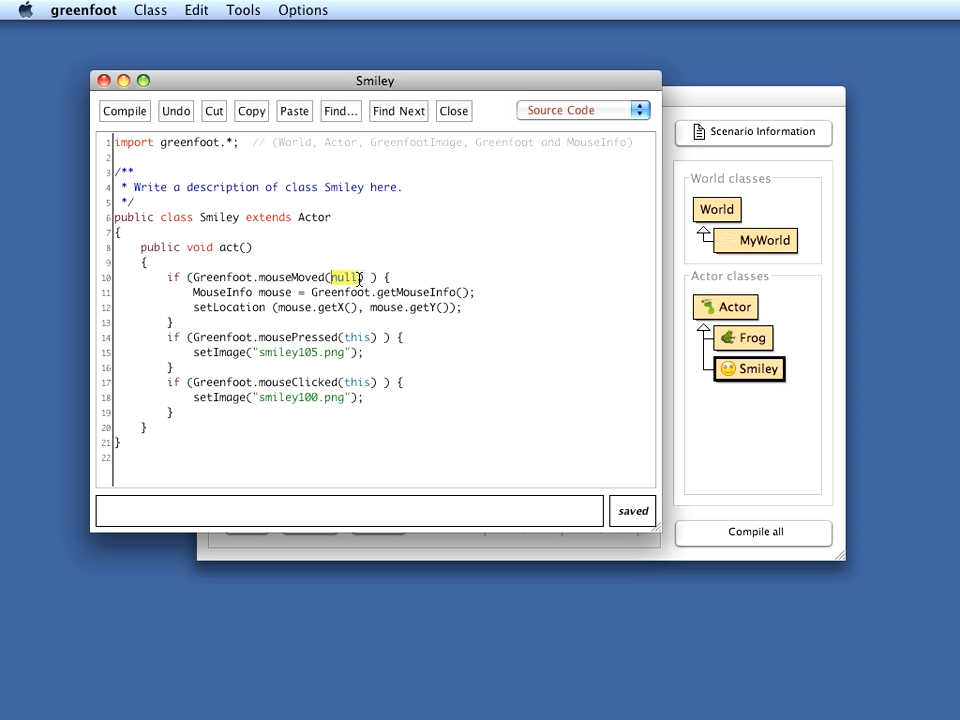 greenfoot Class Edit Tools Options
Smiley
Compile Undo Cut Copy Paste Find... Find Next Close Source Code
1 import greenfoot.*;  // (World, Actor, GreenfootImage, Greenfoot and MouseInfo)
2
3 /**
4  * Write a description of class Smiley here.
5  */
6 public class Smiley extends Actor
7 {
8     public void act()
9     {
10         if (Greenfoot.mouseMoved(null) ) {
11             MouseInfo mouse = Greenfoot.getMouseInfo();
12             setLocation (mouse.getX(), mouse.getY());
13         }
14         if (Greenfoot.mousePressed(this) ) {
15             setImage("smiley105.png");
16         }
17         if (Greenfoot.mouseClicked(this) ) {
18             setImage("smiley100.png");
19         }
20     }
21 }
22
saved
Scenario Information
World classes
World
MyWorld
Actor classes
Actor
Frog
Smiley
Compile all